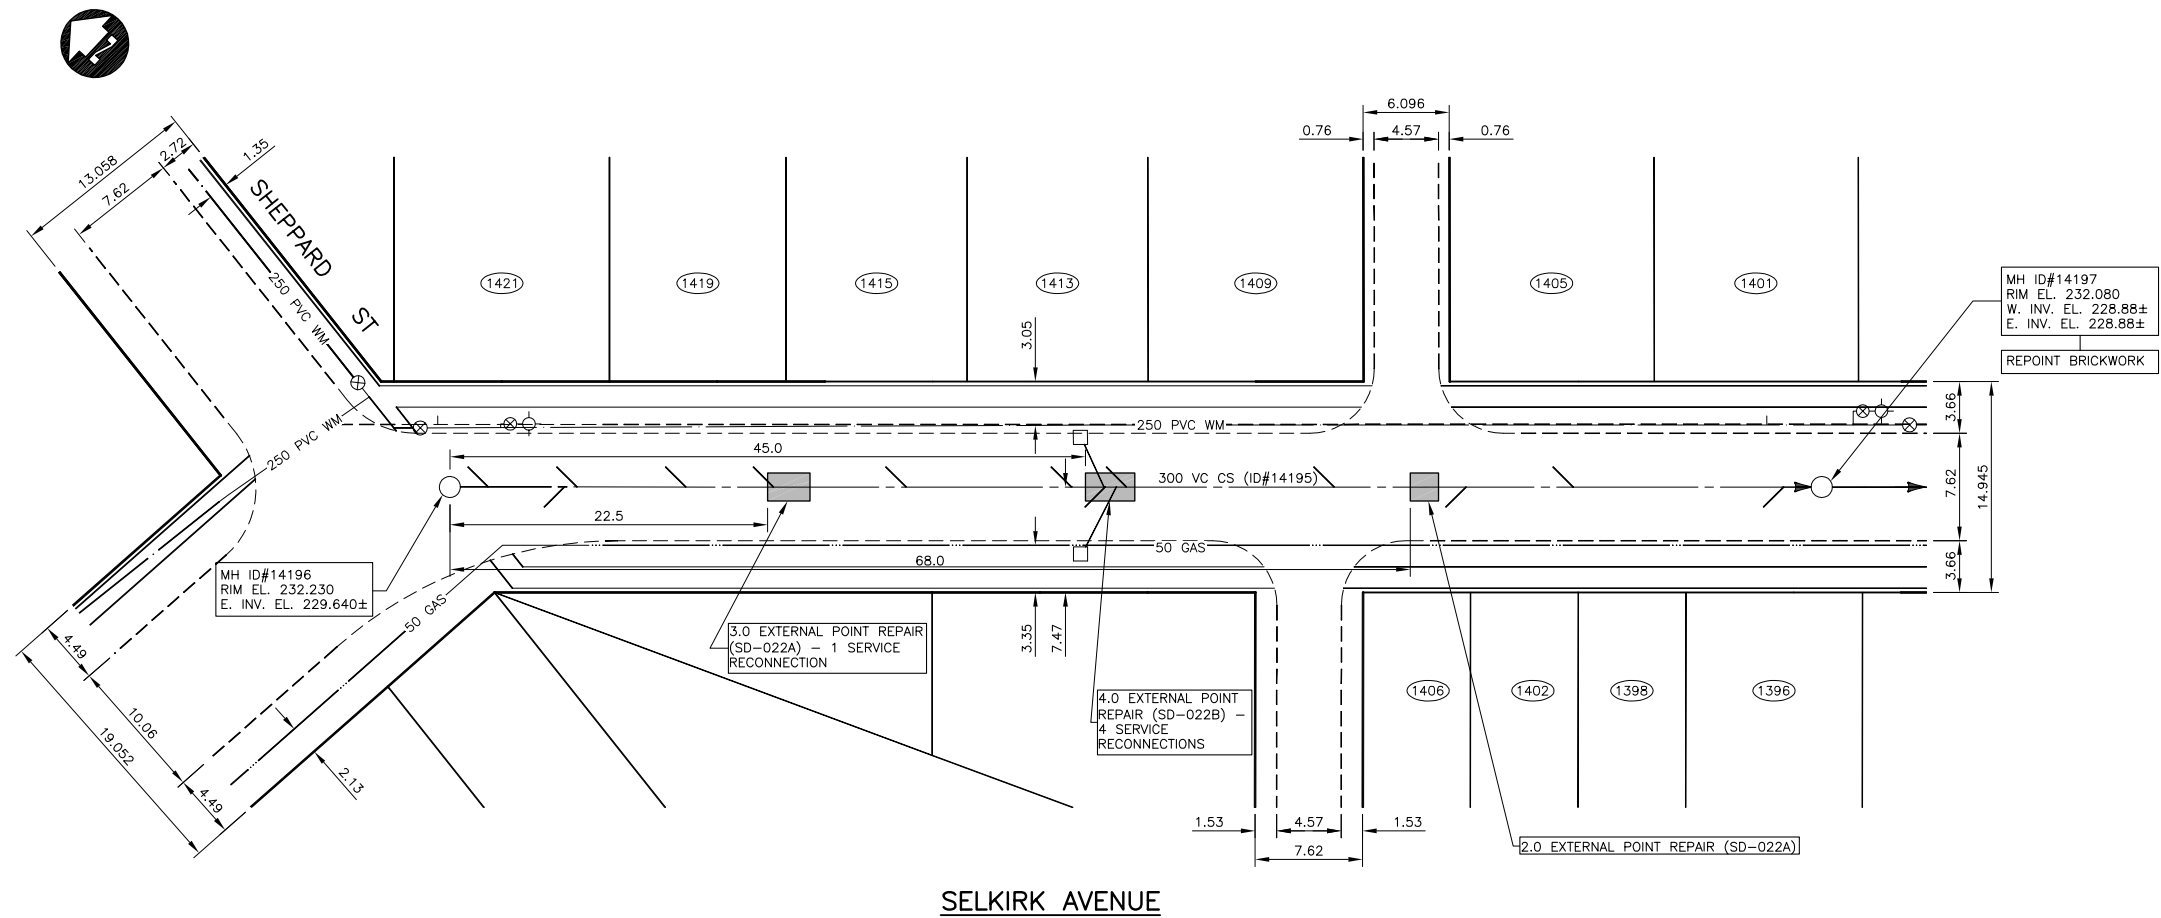 N
6.096
0.76
4.57
0.76
13.058
2.72
1.35
7.62
SHEPPARD ST
250 PVC WM
1421
1419
1415
1413
1409
1405
1401
MH ID#14197
RIM EL. 232.080
W. INV. EL. 228.88±
E. INV. EL. 228.88±
REPOINT BRICKWORK
3.05
250 PVC WM
250 PVC WM
3.66
45.0
300 VC CS (ID#14195)
7.62
14.945
22.5
50 GAS
68.0
3.66
MH ID#14196
RIM EL. 232.230
E. INV. EL. 229.640±
50 GAS
3.0 EXTERNAL POINT REPAIR
(SD-022A) - 1 SERVICE
RECONNECTION
3.35
7.47
4.49
10.06
19.052
4.49
2.13
4.0 EXTERNAL POINT
REPAIR (SD-022B) -
4 SERVICE
RECONNECTIONS
1406
1402
1398
1396
1.53
4.57
1.53
7.62
2.0 EXTERNAL POINT REPAIR (SD-022A)
SELKIRK AVENUE